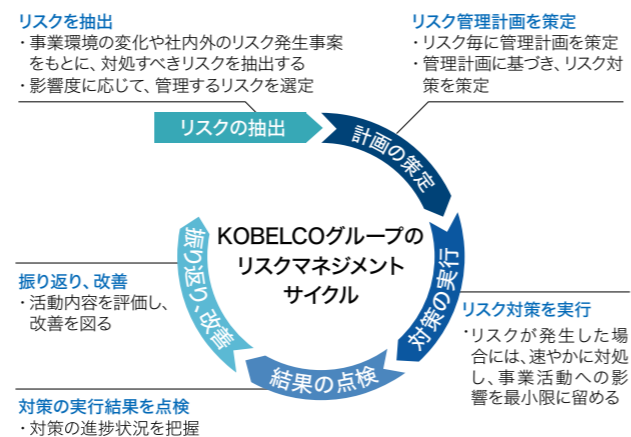 リスクを抽出
・事業環境の変化や社内外のリスク発生事案
をもとに、対処すべきリスクを抽出する
・影響度に応じて、管理するリスクを選定
リスク管理計画を策定
・リスク毎に管理計画を策定
・管理計画に基づき、リスク対
策を策定
リスクの抽出
計画の策定
KOBELCOグループの
リスクマネジメント
サイクル
対策の実行
結果の点検
振り返り、改善
振り返り、改善
・活動内容を評価し、
改善を図る
リスク対策を実行
・リスクが発生した場
合には、速やかに対処
し、事業活動への影
響を最小限に留める
対策の実行結果を点検
・対策の進捗状況を把握